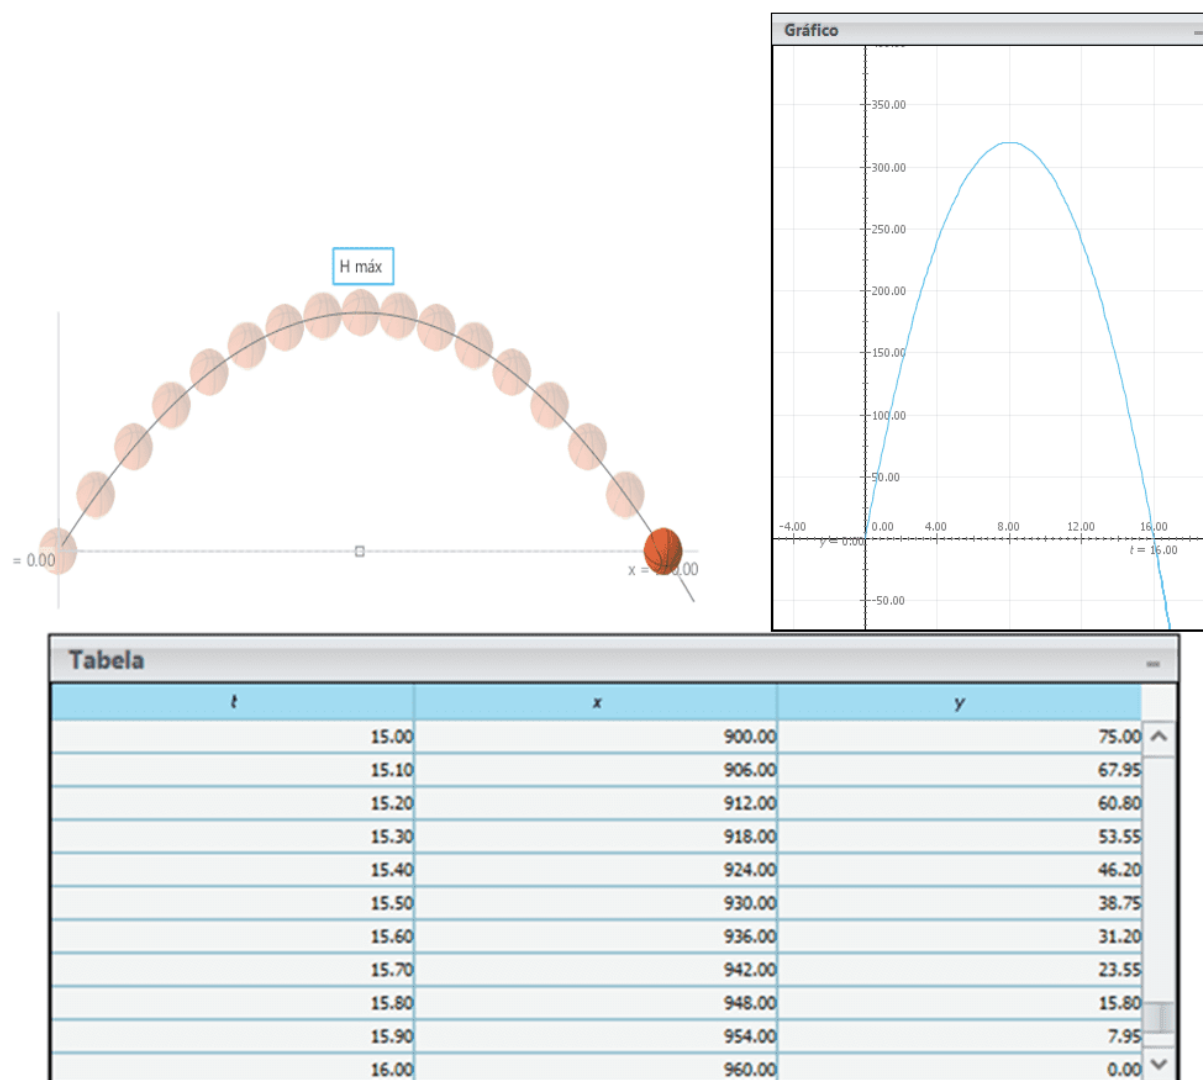 Gráfico
350.00
300.00
250.00
200.00
150.00
100.00
50.00
-4.00 0.00 4.00 8.00 12.00 16.00
y = 0.00
t = 16.00
-50.00
H máx
= 0.00
x =
Tabela
t x y
15.00 900.00 75.00
15.10 906.00 67.95
15.20 912.00 60.80
15.30 918.00 53.55
15.40 924.00 46.20
15.50 930.00 38.75
15.60 936.00 31.20
15.70 942.00 23.55
15.80 948.00 15.80
15.90 954.00 7.95
16.00 960.00 0.00